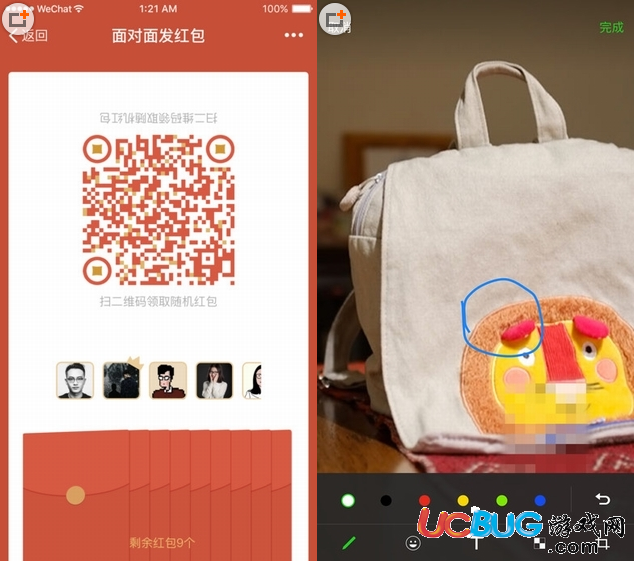 WeChat 1:21 AM 100%
返回 面对面发红包
扫二维码领取随机红包
扫二维码领取随机红包
剩余红包9个
取消 完成
T
UCBUG游戏网
.com